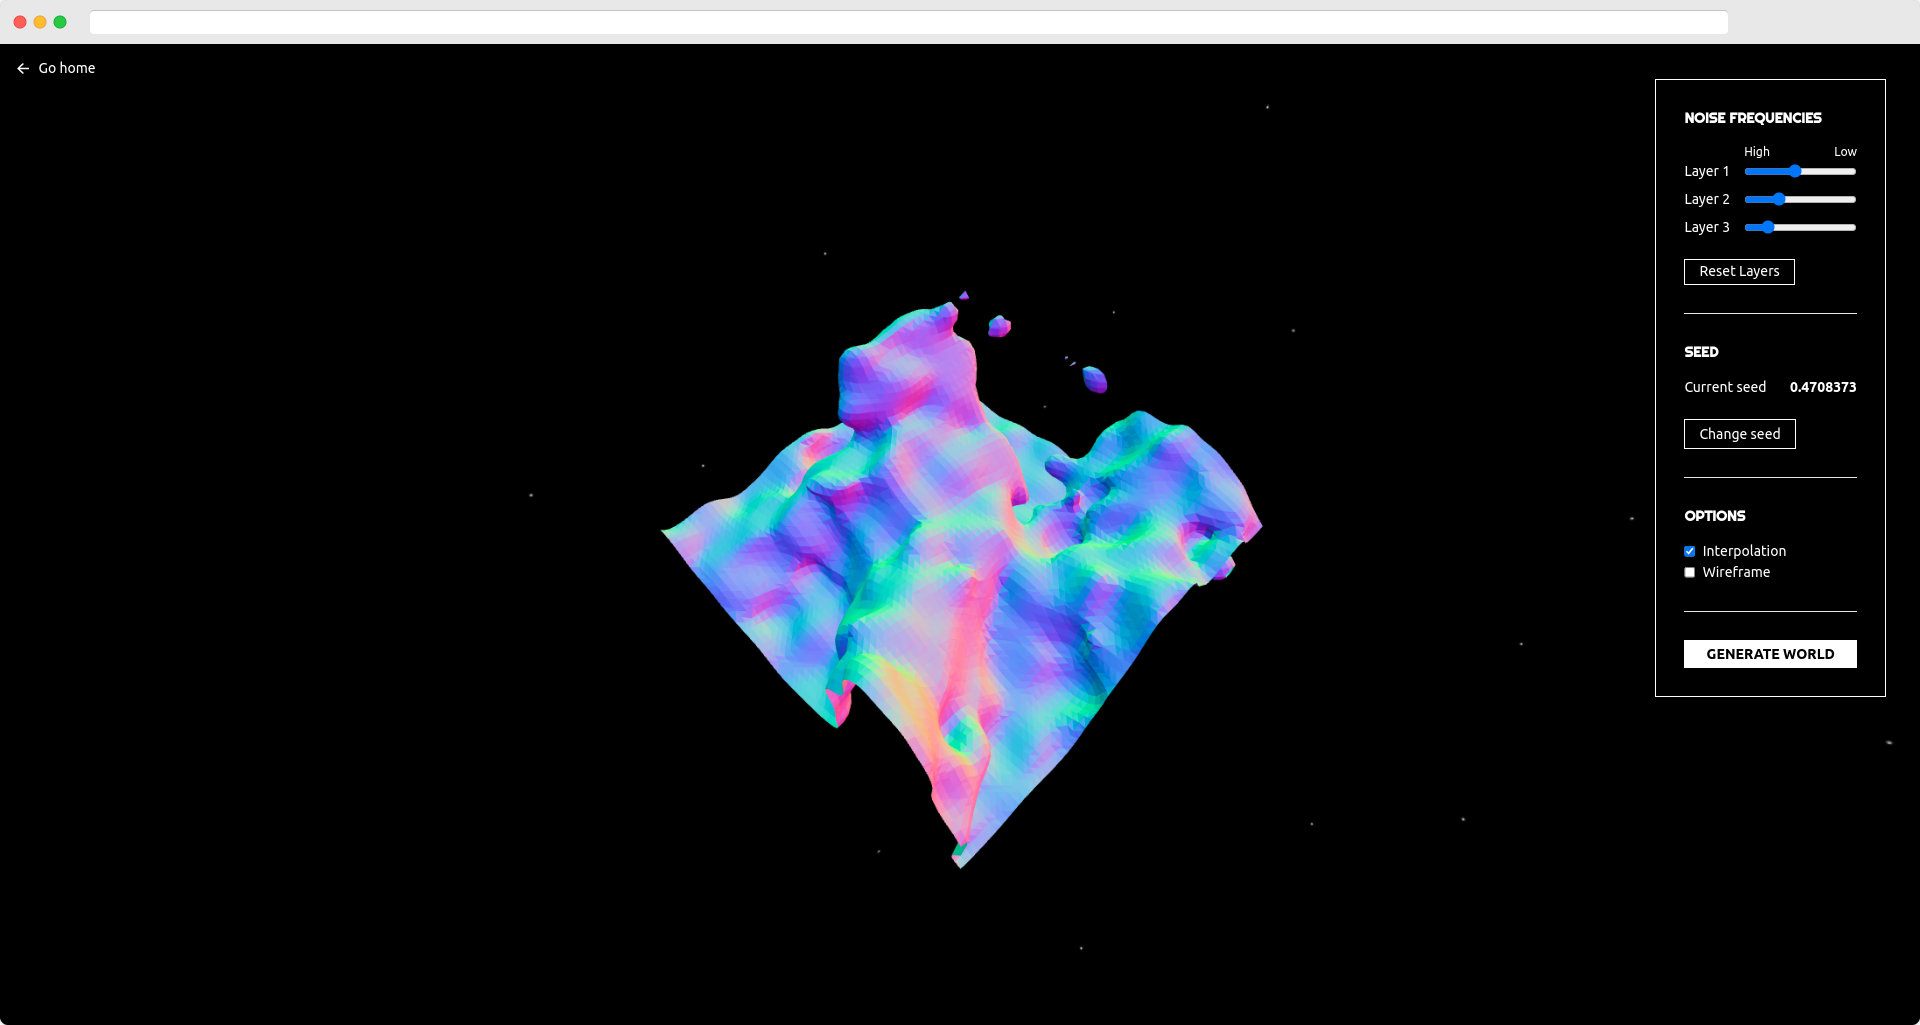 Go home
NOISE FREQUENCIES
High Low
Layer 1
Layer 2
Layer 3
Reset Layers
SEED
Current seed 0.4708373
Change seed
OPTIONS
Interpolation
Wireframe
GENERATE WORLD